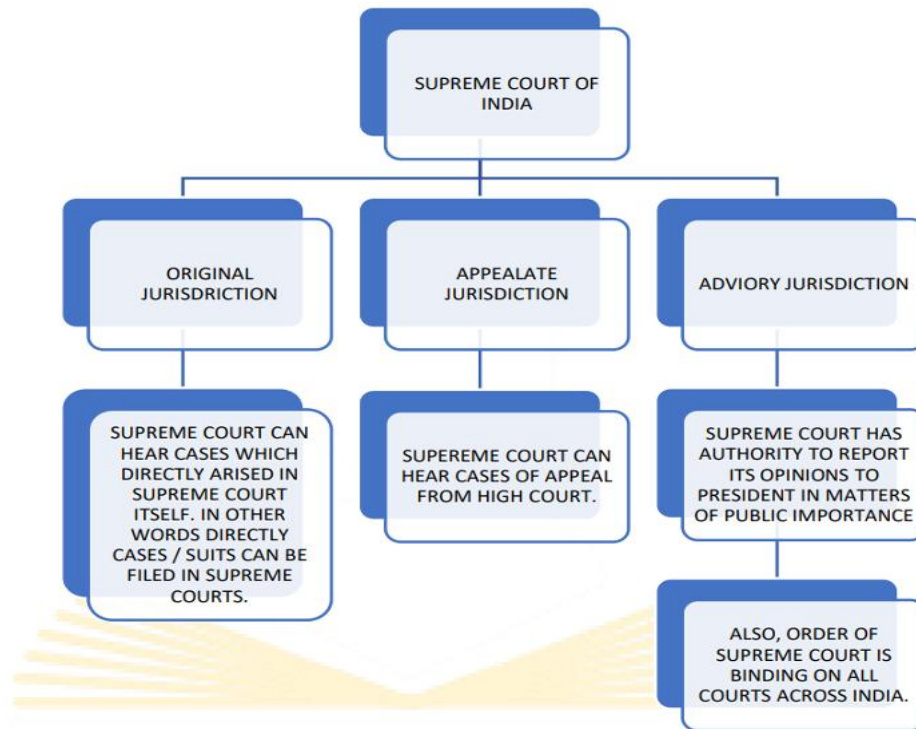 SUPREME COURT OF
INDIA
ORIGINAL
JURISDRICTION
APPEALATE
JURISDICTION
ADVIORY JURISDICTION
SUPREME COURT CAN
HEAR CASES WHICH
DIRECTLY ARISED IN
SUPREME COURT
ITSELF. IN OTHER
WORDS DIRECTLY
CASES / SUITS CAN BE
FILED IN SUPREME
COURTS.
SUPEREME COURT CAN
HEAR CASES OF APPEAL
FROM HIGH COURT.
SUPREME COURT HAS
AUTHORITY TO REPORT
ITS OPINIONS TO
PRESIDENT IN MATTERS
OF PUBLIC IMPORTANCE
ALSO, ORDER OF
SUPREME COURT IS
BINDING ON ALL
COURTS ACROSS INDIA.